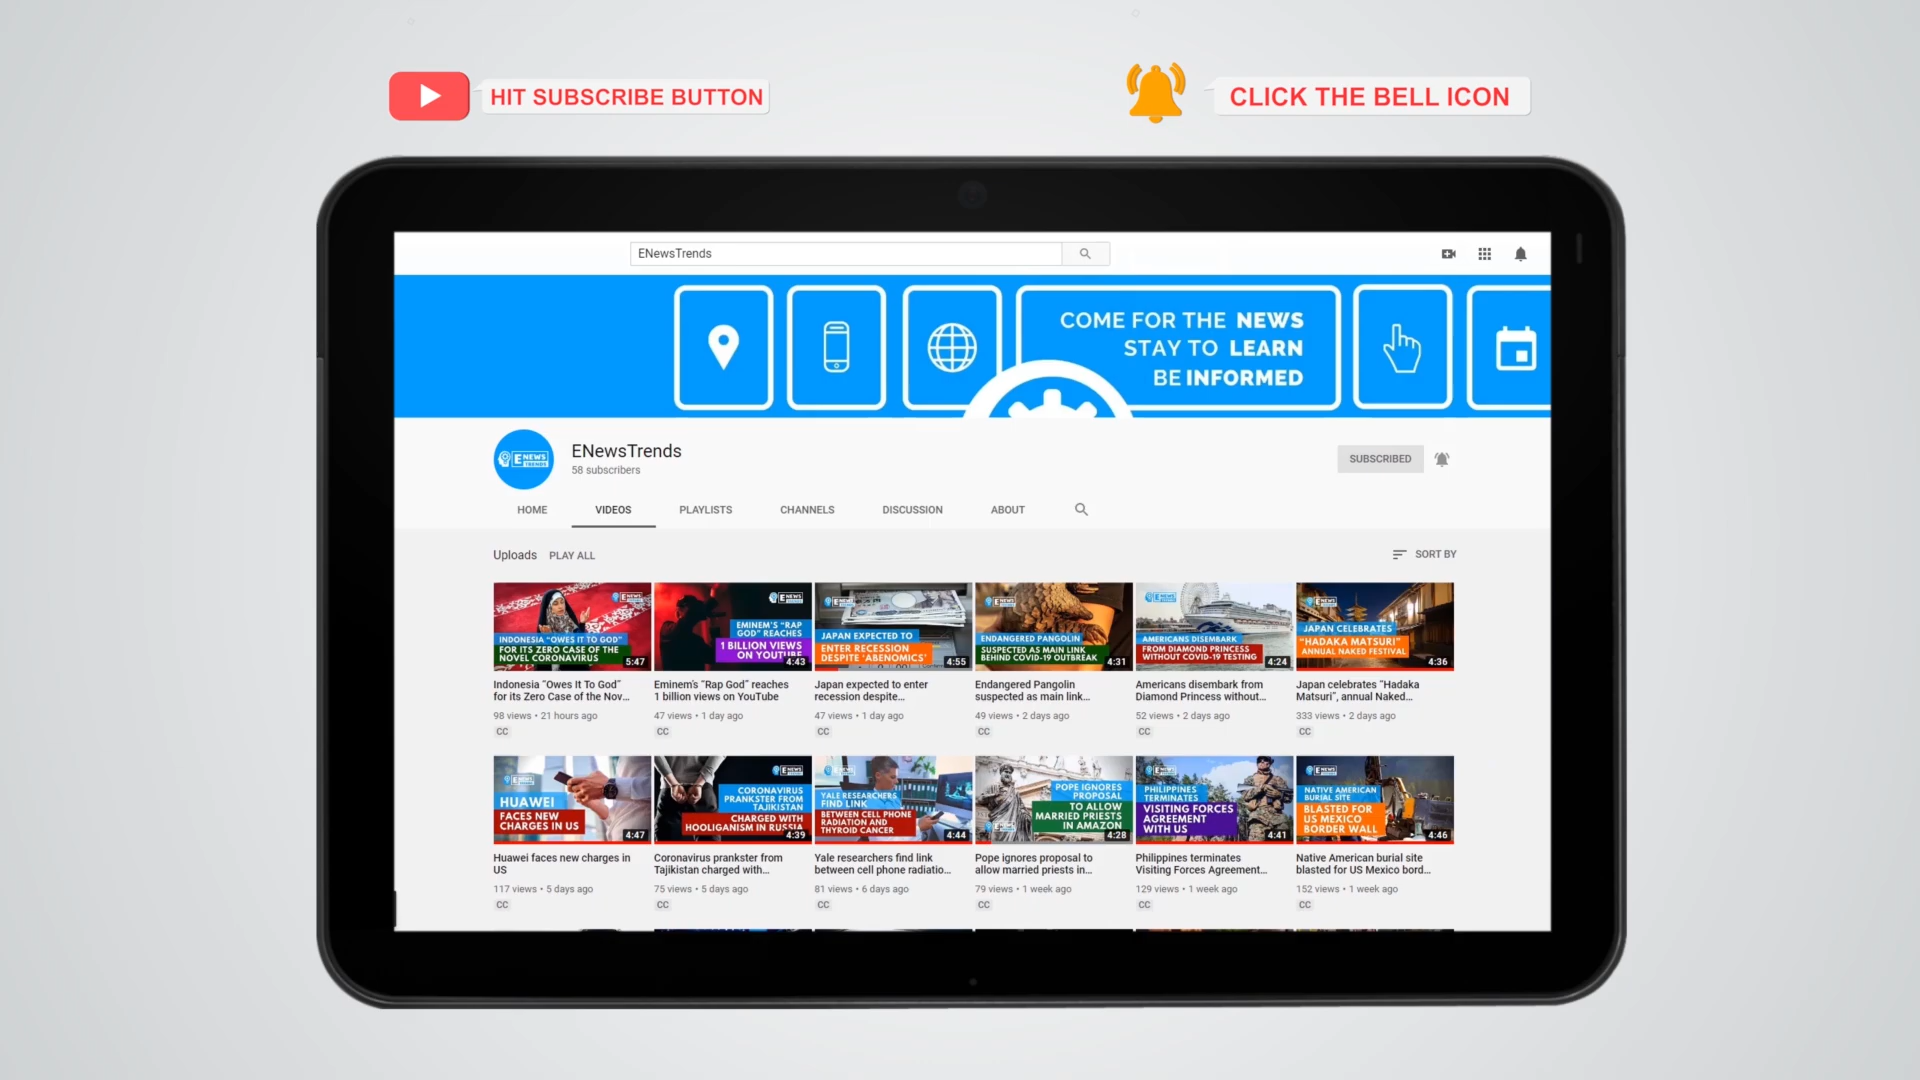 HIT SUBSCRIBE BUTTON
CLICK THE BELL ICON
ENewsTrends
COME FOR THE NEWS
STAY TO LEARN
BE INFORMED
E NEWS
TRENDS
ENewsTrends
58 subscribers
SUBSCRIBED
HOME
VIDEOS
PLAYLISTS
CHANNELS
DISCUSSION
ABOUT
Uploads
PLAY ALL
SORT BY
INDONESIA "OWES IT TO GOD"
FOR ITS ZERO CASE OF THE
NOVEL CORONAVIRUS
5:47
EMINEM'S "RAP
GOD" REACHES
1 BILLION VIEWS
ON YOUTUBE
4:43
JAPAN EXPECTED TO
ENTER RECESSION
DESPITE 'ABENOMICS'
4:55
ENDANGERED PANGOLIN
SUSPECTED AS MAIN LINK
BEHIND COVID-19 OUTBREAK
4:31
AMERICANS DISEMBARK
FROM DIAMOND PRINCESS
WITHOUT COVID-19 TESTING
4:24
JAPAN CELEBRATES
"HADAKA MATSURI"
ANNUAL NAKED FESTIVAL
4:36
Indonesia "Owes It To God"
for its Zero Case of the Nov...
98 views • 21 hours ago
CC
Eminem's "Rap God" reaches
1 billion views on YouTube
47 views • 1 day ago
CC
Japan expected to enter
recession despite...
47 views • 1 day ago
CC
Endangered Pangolin
suspected as main link...
49 views • 2 days ago
CC
Americans disembark from
Diamond Princess without...
52 views • 2 days ago
CC
Japan celebrates "Hadaka
Matsuri", annual Naked...
333 views • 2 days ago
CC
HUAWEI
FACES NEW
CHARGES IN US
4:47
CORONAVIRUS
PRANKSTER FROM
TAJIKISTAN
CHARGED WITH
HOOLIGANISM IN RUSSIA
4:39
YALE RESEARCHERS
FIND LINK
BETWEEN CELL PHONE
RADIATION AND
THYROID CANCER
4:44
POPE IGNORES
PROPOSAL
TO ALLOW
MARRIED PRIESTS
IN AMAZON
4:28
PHILIPPINES
TERMINATES
VISITING FORCES
AGREEMENT
WITH US
4:41
NATIVE AMERICAN
BURIAL SITE
BLASTED FOR
US MEXICO
BORDER WALL
4:46
Huawei faces new charges in
US
117 views • 5 days ago
CC
Coronavirus prankster from
Tajikistan charged with...
75 views • 5 days ago
CC
Yale researchers find link
between cell phone radiatio...
81 views • 6 days ago
CC
Pope ignores proposal to
allow married priests in...
79 views • 1 week ago
CC
Philippines terminates
Visiting Forces Agreement...
129 views • 1 week ago
CC
Native American burial site
blasted for US Mexico bord...
152 views • 1 week ago
CC